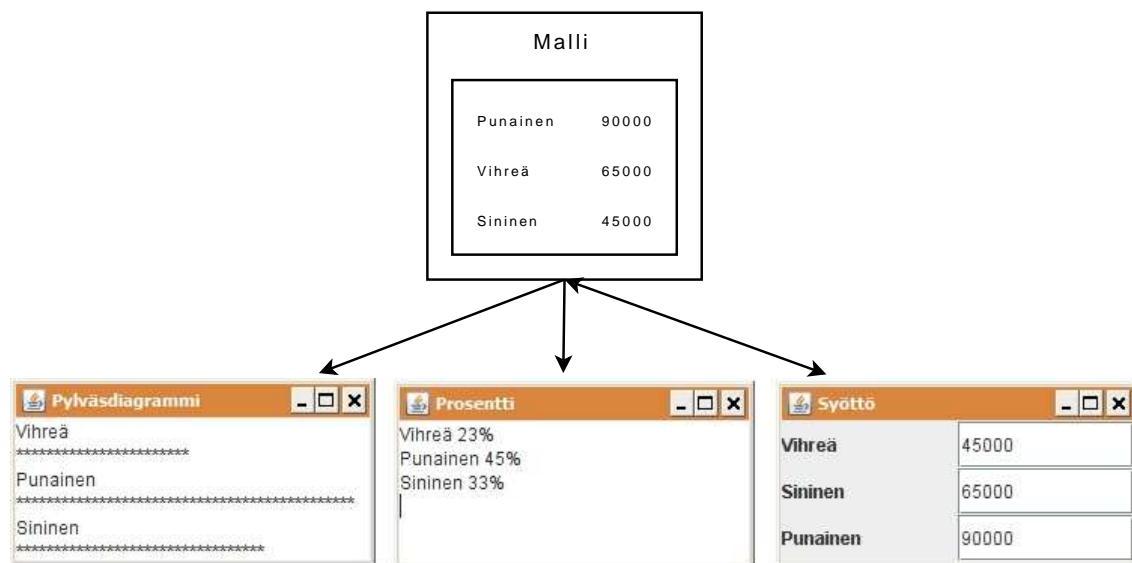 Malli
Punainen 90000
Vihreä 65000
Sininen 45000
Pylväsdiagrammi
Vihreä
***********************
Punainen
*********************************************
Sininen
*********************************
Prosentti
Vihreä 23%
Punainen 45%
Sininen 33%
Syöttö
Vihreä 45000
Sininen 65000
Punainen 90000